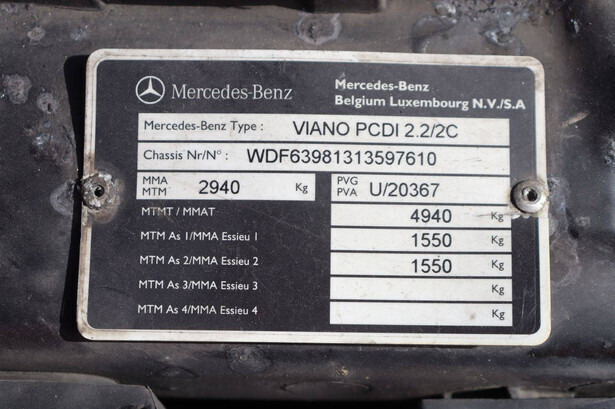 Mercedes-Benz
Mercedes-Benz
Belgium Luxembourg N.V./S.A
Mercedes-Benz Type : VIANO PCDI 2.2/2C
Chassis Nr/N° : WDF63981313597610
MMA
MTM 2940 Kg
PVG
PVA U/20367
MTMT / MMAT 4940 Kg
MTM As 1/MMA Essieu 1 1550 Kg
MTM As 2/MMA Essieu 2 1550 Kg
MTM As 3/MMA Essieu 3 Kg
MTM As 4/MMA Essieu 4 Kg